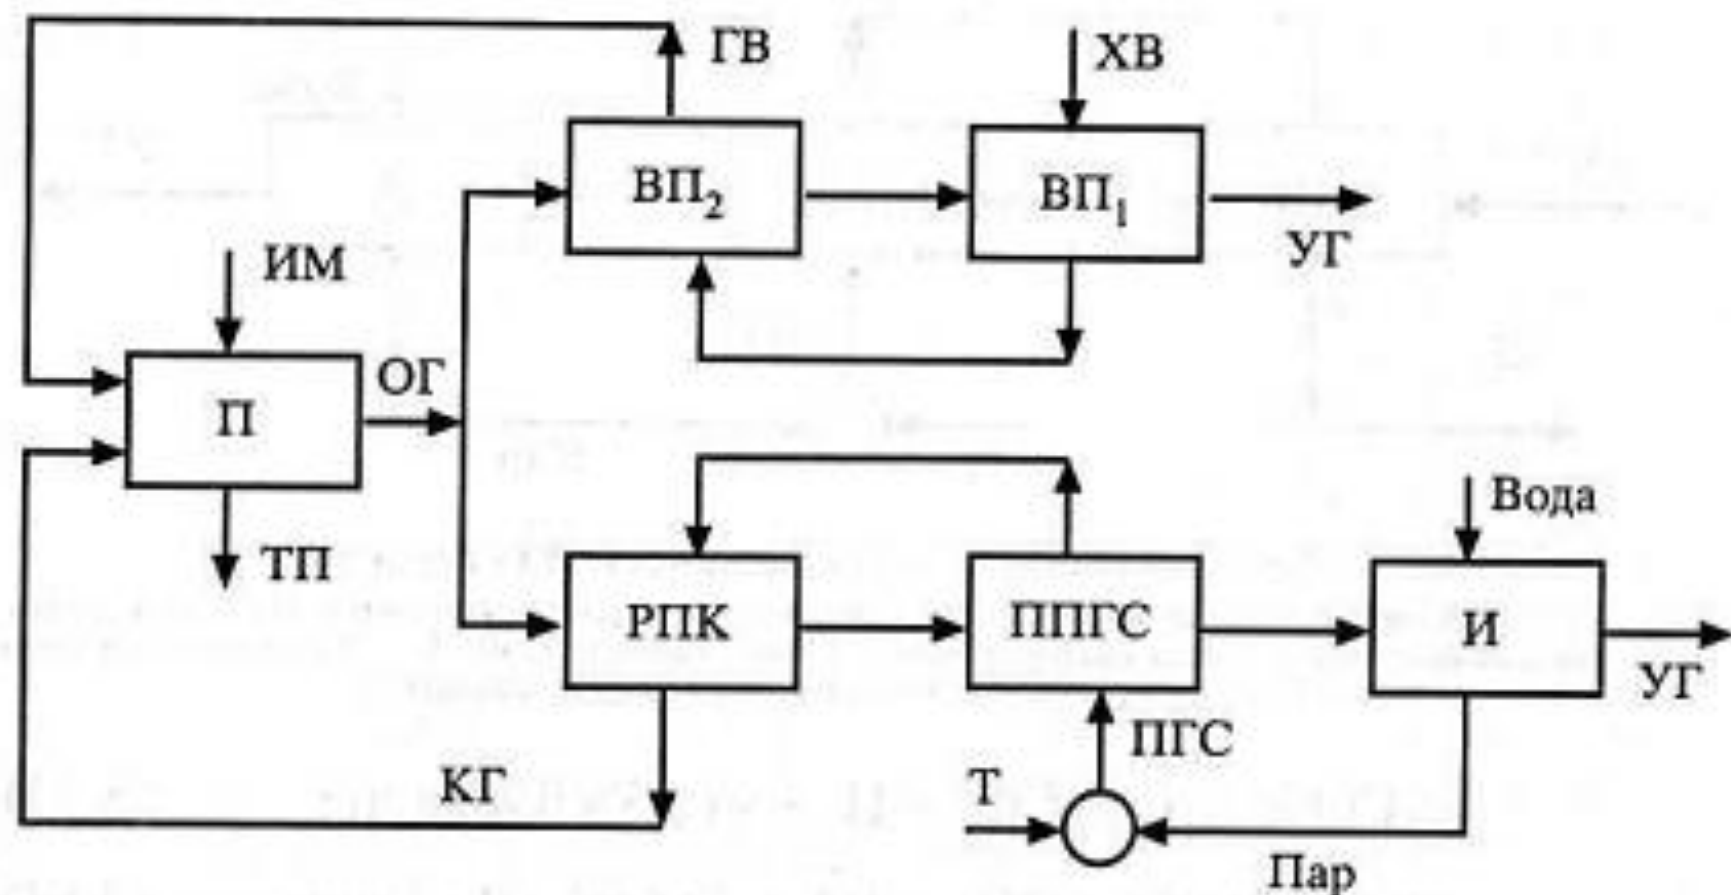 ГВ
ХВ
ВП₂
ВП₁
УГ
ИМ
ОГ
П
ТП
Вода
РПК
ППГС
И
УГ
ПГС
КГ
Т
Пар